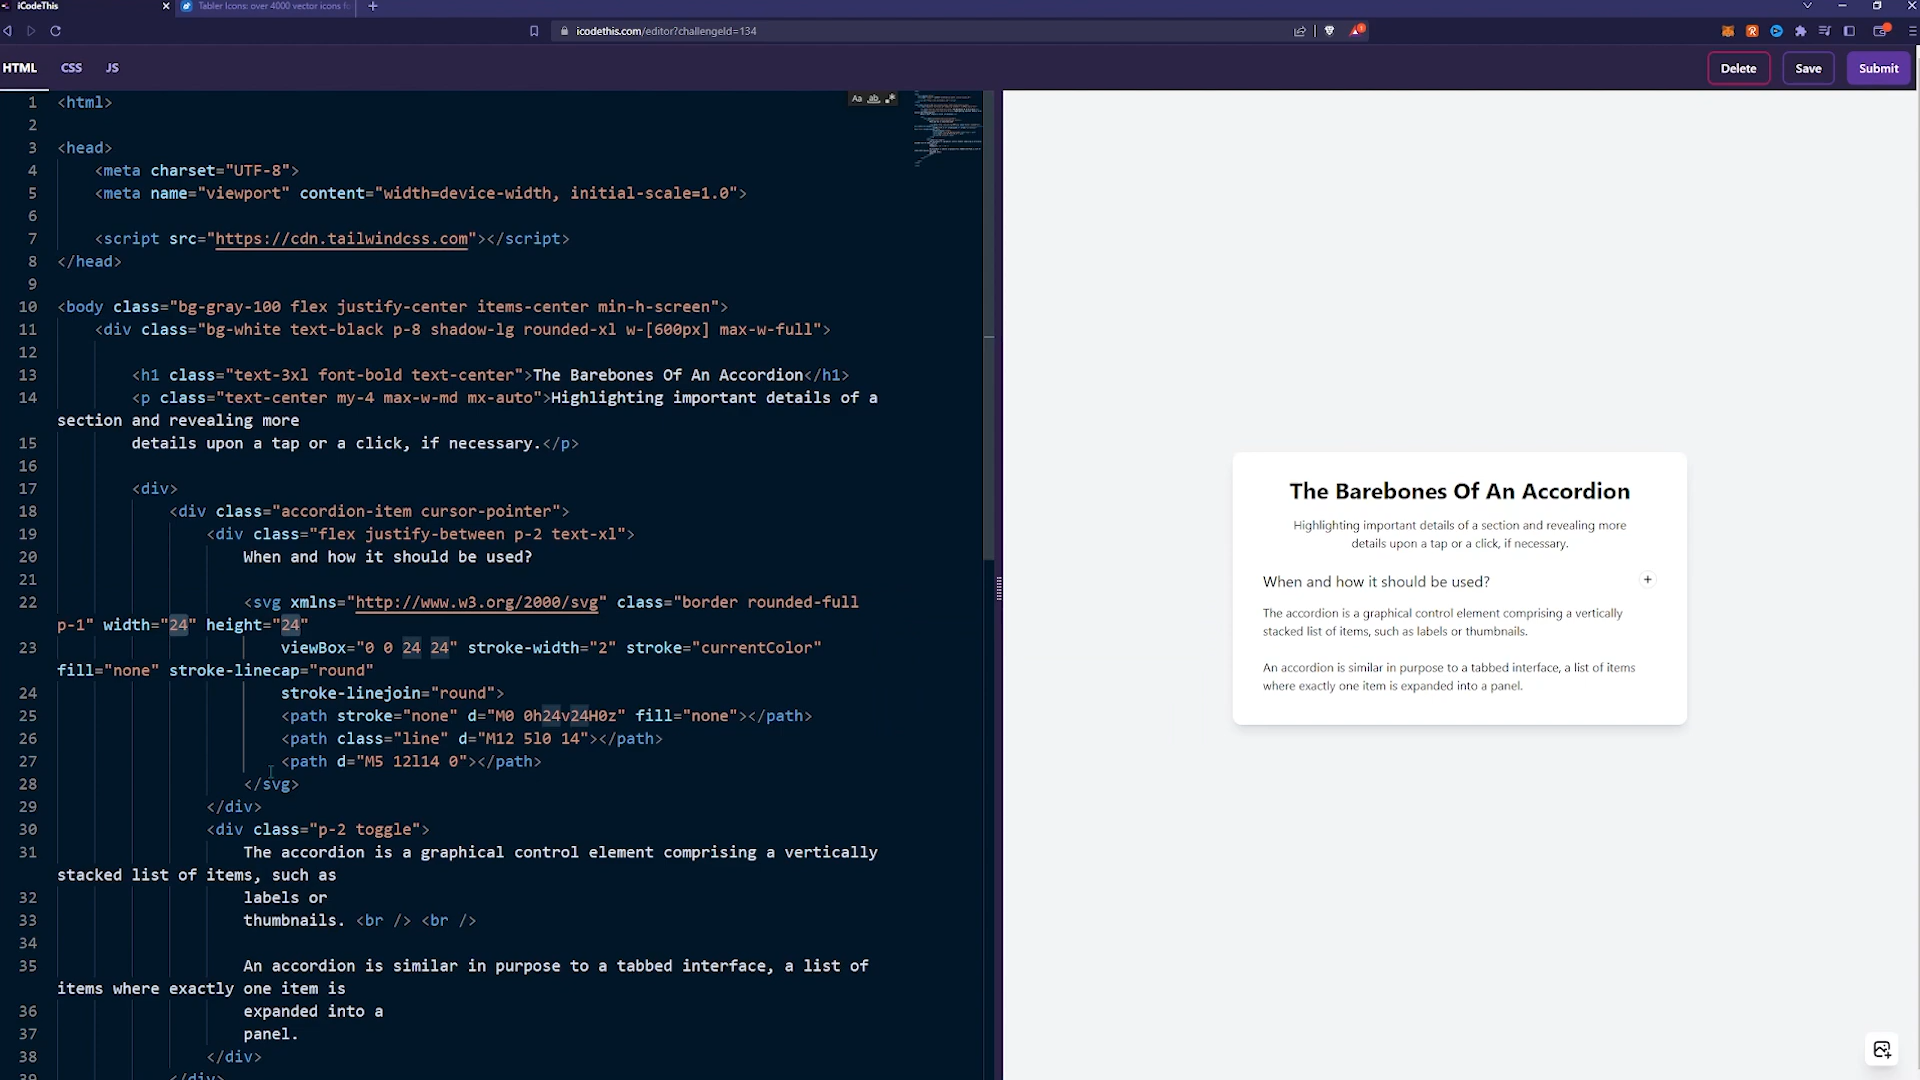 iCodeThis
Tabler Icons: over 4000 vector icons fo
icodethis.com/editor?challengeId=134
HTML CSS JS
Delete Save Submit
1 <html>
2
3 <head>
4 <meta charset="UTF-8">
5 <meta name="viewport" content="width=device-width, initial-scale=1.0">
6
7 <script src="https://cdn.tailwindcss.com"></script>
8 </head>
9
10 <body class="bg-gray-100 flex justify-center items-center min-h-screen">
11 <div class="bg-white text-black p-8 shadow-lg rounded-xl w-[600px] max-w-full">
12
13 <h1 class="text-3xl font-bold text-center">The Barebones Of An Accordion</h1>
14 <p class="text-center my-4 max-w-md mx-auto">Highlighting important details of a
section and revealing more
15 details upon a tap or a click, if necessary.</p>
16
17 <div>
18 <div class="accordion-item cursor-pointer">
19 <div class="flex justify-between p-2 text-xl">
20 When and how it should be used?
21
22 <svg xmlns="http://www.w3.org/2000/svg" class="border rounded-full
p-1" width="24" height="24"
23 viewBox="0 0 24 24" stroke-width="2" stroke="currentColor"
fill="none" stroke-linecap="round"
24 stroke-linejoin="round">
25 <path stroke="none" d="M0 0h24v24H0z" fill="none"></path>
26 <path class="line" d="M12 5l0 14"></path>
27 <path d="M5 12l14 0"></path>
28 </svg>
29 </div>
30 <div class="p-2 toggle">
31 The accordion is a graphical control element comprising a vertically
stacked list of items, such as
32 labels or
33 thumbnails. <br /> <br />
34
35 An accordion is similar in purpose to a tabbed interface, a list of
items where exactly one item is
36 expanded into a
37 panel.
38 </div>
39 </div>
Aa ab
The Barebones Of An Accordion
Highlighting important details of a section and revealing more
details upon a tap or a click, if necessary.
When and how it should be used?
The accordion is a graphical control element comprising a vertically
stacked list of items, such as labels or thumbnails.
An accordion is similar in purpose to a tabbed interface, a list of items
where exactly one item is expanded into a panel.